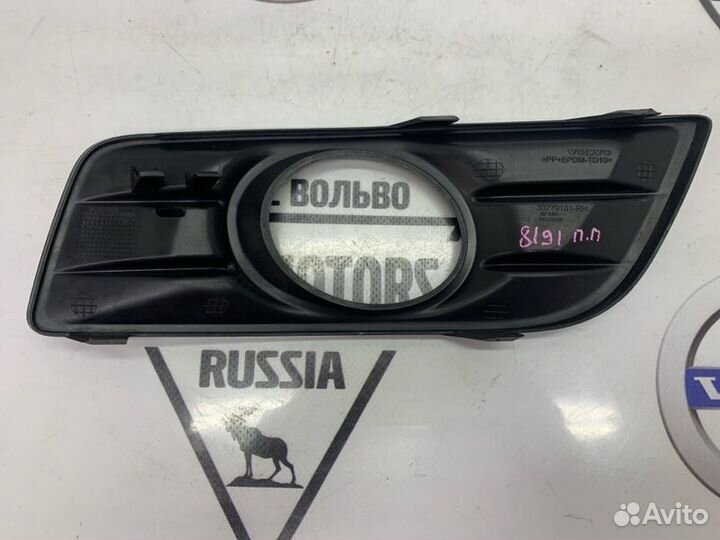 VOLVO
>PP+EPDM-TD10<
30779101-RH
8191 П.П
ВОЛЬВО
MOTORS
RUSSIA
Avito